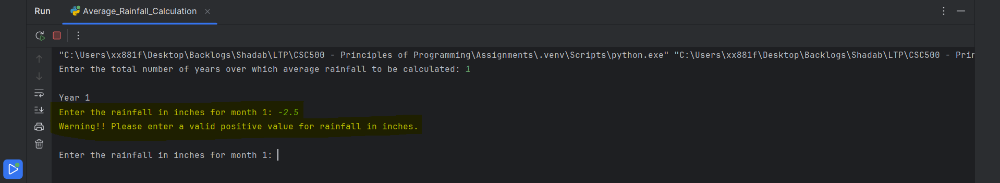 Run Average_Rainfall_Calculation
"C:\Users\xx881f\Desktop\Backlogs\Shadab\LTP\CSC500 - Principles of Programming\Assignments\.venv\Scripts\python.exe" "C:\Users\xx881f\Desktop\Backlogs\Shadab\LTP\CSC500 - Prin
Enter the total number of years over which average rainfall to be calculated: 1
Year 1
Enter the rainfall in inches for month 1: -2.5
Warning!! Please enter a valid positive value for rainfall in inches.
Enter the rainfall in inches for month 1: